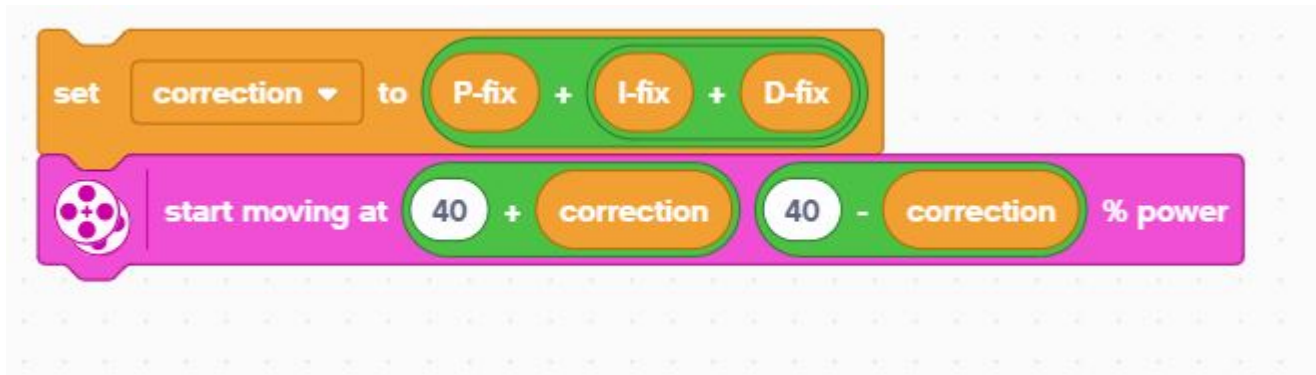 set correction to P-fix + I-fix + D-fix
start moving at 40 + correction 40 - correction % power